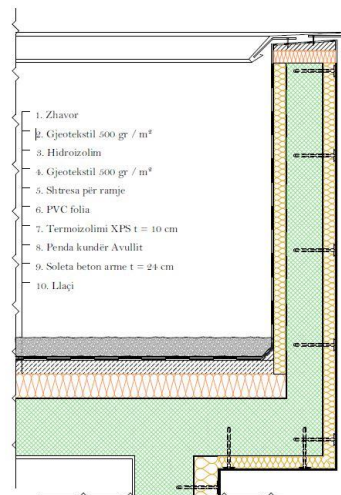 1. Zhavor
2. Gjeotekstil 500 gr / m²
3. Hidroizolim
4. Gjeotekstil 500 gr / m²
5. Shtresa për ramje
6. PVC folia
7. Termoizolimi XPS t = 10 cm
8. Penda kundër Avullit
9. Soleta beton arme t = 24 cm
10. Llaçi